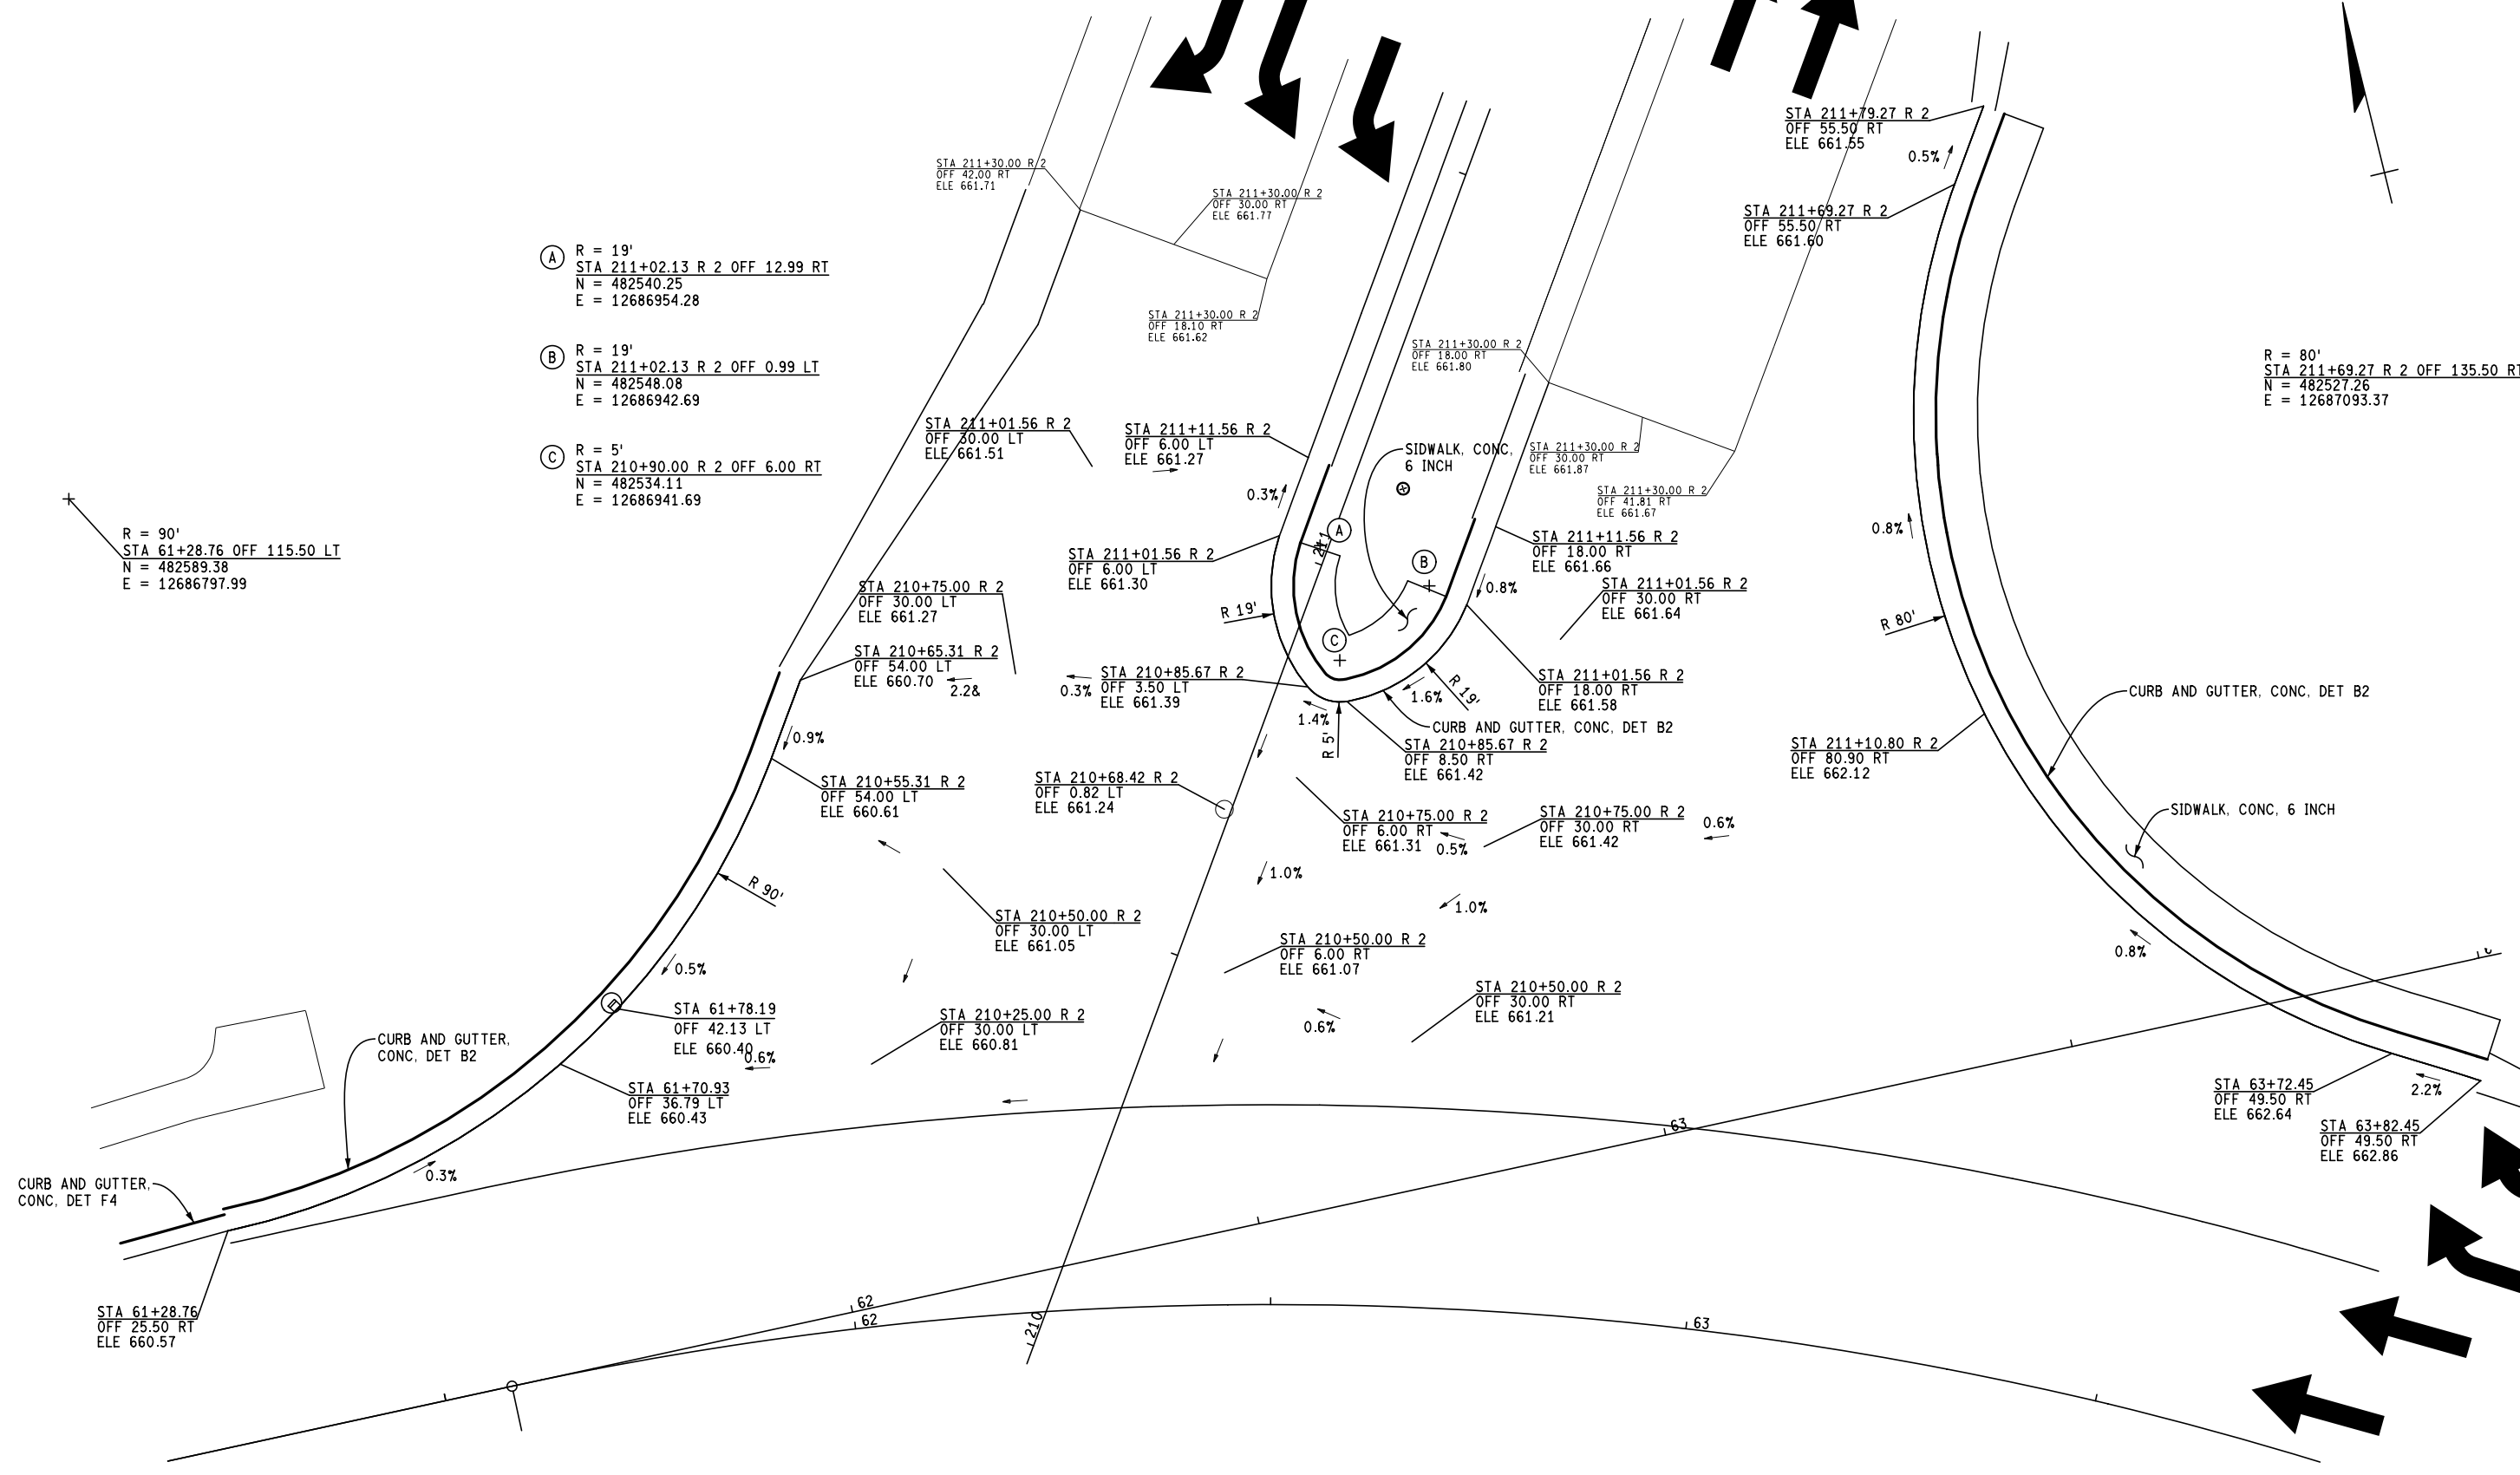 STA 211+30.00 R 2
OFF 42.00 RT
ELE 661.71
STA 211+30.00 R 2
OFF 30.00 RT
ELE 661.77
STA 211+30.00 R 2
OFF 18.10 RT
ELE 661.62
STA 211+79.27 R 2
OFF 55.50 RT
ELE 661.55
0.5%
STA 211+69.27 R 2
OFF 55.50 RT
ELE 661.60
A
R = 19'
STA 211+02.13 R 2 OFF 12.99 RT
N = 482540.25
E = 12686954.28
B
R = 19'
STA 211+02.13 R 2 OFF 0.99 LT
N = 482548.08
E = 12686942.69
C
R = 5'
STA 210+90.00 R 2 OFF 6.00 RT
N = 482534.11
E = 12686941.69
R = 90'
STA 61+28.76 OFF 115.50 LT
N = 482589.38
E = 12686797.99
R = 80'
STA 211+69.27 R 2 OFF 135.50 RT
N = 482527.26
E = 12687093.37
STA 211+30.00 R 2
OFF 18.00 RT
ELE 661.80
STA 211+30.00 R 2
OFF 30.00 RT
ELE 661.87
STA 211+30.00 R 2
OFF 41.81 RT
ELE 661.67
STA 211+01.56 R 2
OFF 30.00 LT
ELE 661.51
STA 211+11.56 R 2
OFF 6.00 LT
ELE 661.27
SIDWALK, CONC,
6 INCH
0.3%
A
211
B
C
STA 211+01.56 R 2
OFF 6.00 LT
ELE 661.30
R 19'
STA 211+11.56 R 2
OFF 18.00 RT
ELE 661.66
0.8%
STA 211+01.56 R 2
OFF 30.00 RT
ELE 661.64
0.8%
R 80'
STA 210+75.00 R 2
OFF 30.00 LT
ELE 661.27
STA 210+65.31 R 2
OFF 54.00 LT
ELE 660.70
2.2&
0.3%
STA 210+85.67 R 2
OFF 3.50 LT
ELE 661.39
1.4%
R 5'
1.6%
R 19'
STA 211+01.56 R 2
OFF 18.00 RT
ELE 661.58
CURB AND GUTTER, CONC, DET B2
STA 210+85.67 R 2
OFF 8.50 RT
ELE 661.42
CURB AND GUTTER, CONC, DET B2
STA 211+10.80 R 2
OFF 80.90 RT
ELE 662.12
0.9%
STA 210+55.31 R 2
OFF 54.00 LT
ELE 660.61
STA 210+68.42 R 2
OFF 0.82 LT
ELE 661.24
STA 210+75.00 R 2
OFF 6.00 RT
ELE 661.31
0.5%
STA 210+75.00 R 2
OFF 30.00 RT
ELE 661.42
0.6%
SIDWALK, CONC, 6 INCH
R 90'
1.0%
1.0%
STA 210+50.00 R 2
OFF 30.00 LT
ELE 661.05
STA 210+50.00 R 2
OFF 6.00 RT
ELE 661.07
0.8%
0.5%
STA 210+50.00 R 2
OFF 30.00 RT
ELE 661.21
0.6%
STA 61+78.19
OFF 42.13 LT
ELE 660.40
0.6%
STA 210+25.00 R 2
OFF 30.00 LT
ELE 660.81
CURB AND GUTTER,
CONC, DET B2
STA 61+70.93
OFF 36.79 LT
ELE 660.43
STA 63+72.45
OFF 49.50 RT
ELE 662.64
2.2%
STA 63+82.45
OFF 49.50 RT
ELE 662.86
63
0.3%
CURB AND GUTTER,
CONC, DET F4
STA 61+28.76
OFF 25.50 RT
ELE 660.57
62
62
210
63